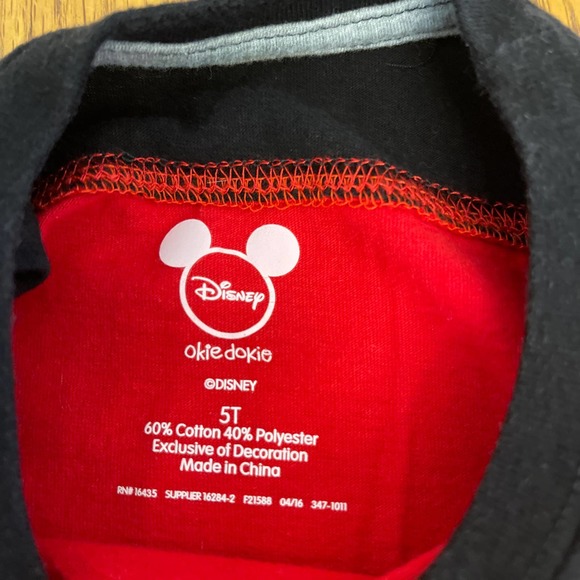 Disney
okie dokie
©DISNEY
5T
60% Cotton 40% Polyester
Exclusive of Decoration
Made in China
RN# 16435 SUPPLIER 16284-2 F21588 04/16 347-1011